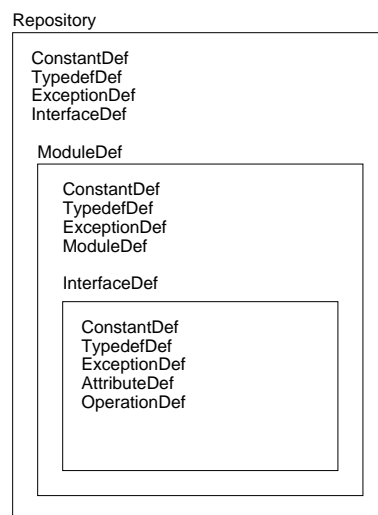 Repository
ConstantDef
TypedefDef
ExceptionDef
InterfaceDef
ModuleDef
ConstantDef
TypedefDef
ExceptionDef
ModuleDef
InterfaceDef
ConstantDef
TypedefDef
ExceptionDef
AttributeDef
OperationDef